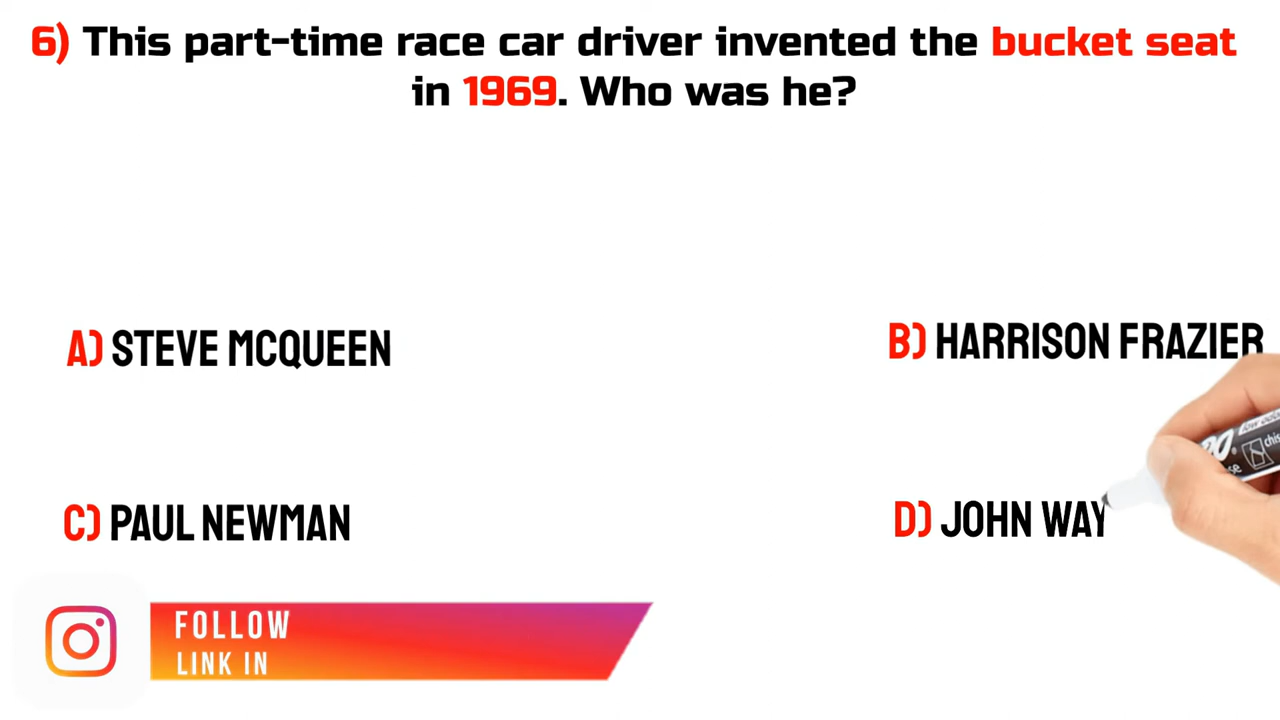 6) This part-time race car driver invented the bucket seat
in 1969. Who was he?
A) STEVE MCQUEEN
B) HARRISON FRAZIER
C) PAUL NEWMAN
D) JOHN WAY
FOLLOW
LINK IN